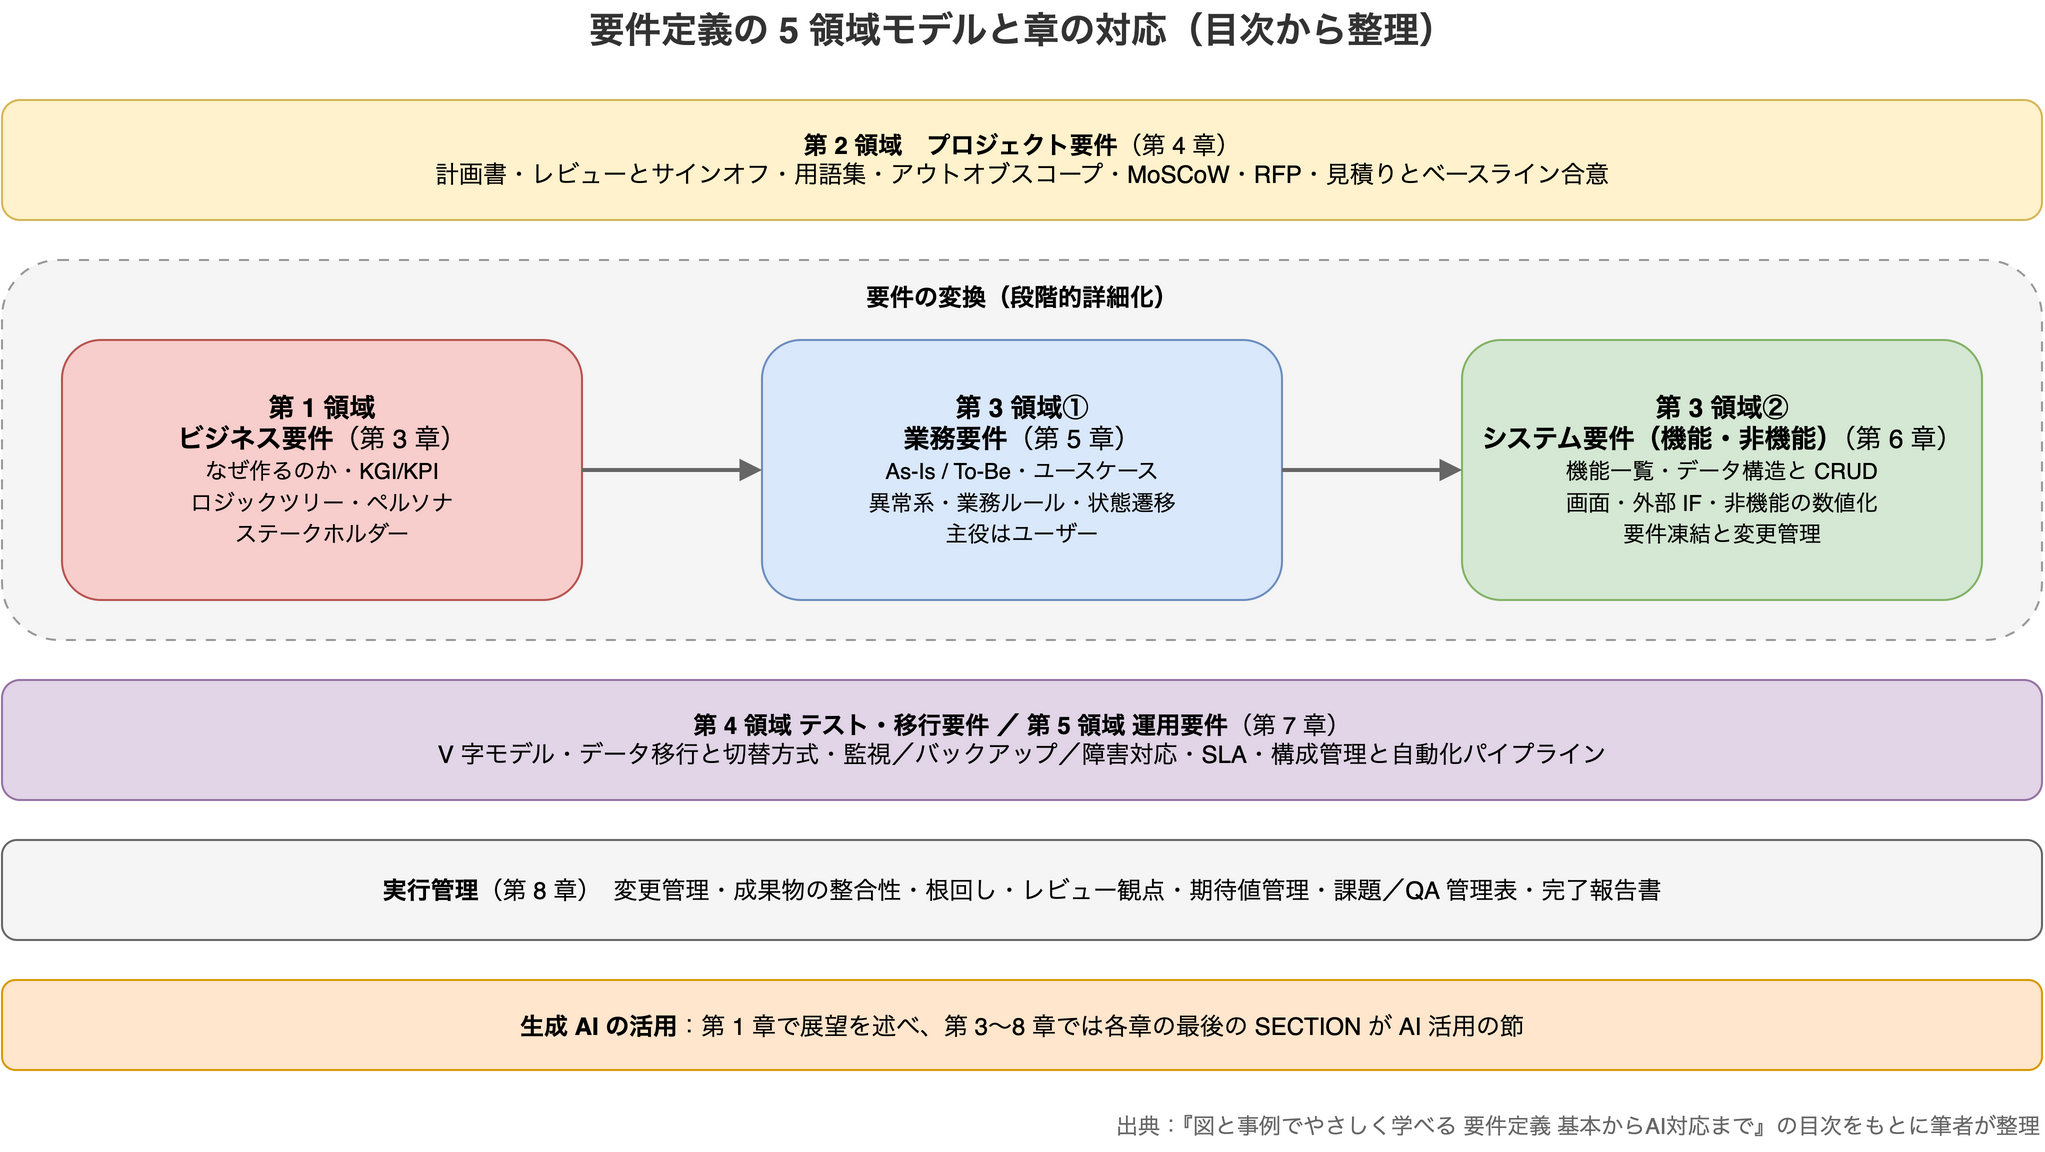 要件定義の 5 領域モデルと章の対応（目次から整理）
第 2 領域　プロジェクト要件（第 4 章）
計画書・レビューとサインオフ・用語集・アウトオブスコープ・MoSCoW・RFP・見積りとベースライン合意
要件の変換（段階的詳細化）
第 1 領域
ビジネス要件（第 3 章）
なぜ作るのか・KGI/KPI
ロジックツリー・ペルソナ
ステークホルダー
第 3 領域①
業務要件（第 5 章）
As-Is / To-Be・ユースケース
異常系・業務ルール・状態遷移
主役はユーザー
第 3 領域②
システム要件（機能・非機能）（第 6 章）
機能一覧・データ構造と CRUD
画面・外部 IF・非機能の数値化
要件凍結と変更管理
第 4 領域 テスト・移行要件 ／ 第 5 領域 運用要件（第 7 章）
V 字モデル・データ移行と切替方式・監視／バックアップ／障害対応・SLA・構成管理と自動化パイプライン
実行管理（第 8 章）　変更管理・成果物の整合性・根回し・レビュー観点・期待値管理・課題／QA 管理表・完了報告書
生成 AI の活用：第 1 章で展望を述べ、第 3〜8 章では各章の最後の SECTION が AI 活用の節
出典：『図と事例でやさしく学べる 要件定義 基本からAI対応まで』の目次をもとに筆者が整理